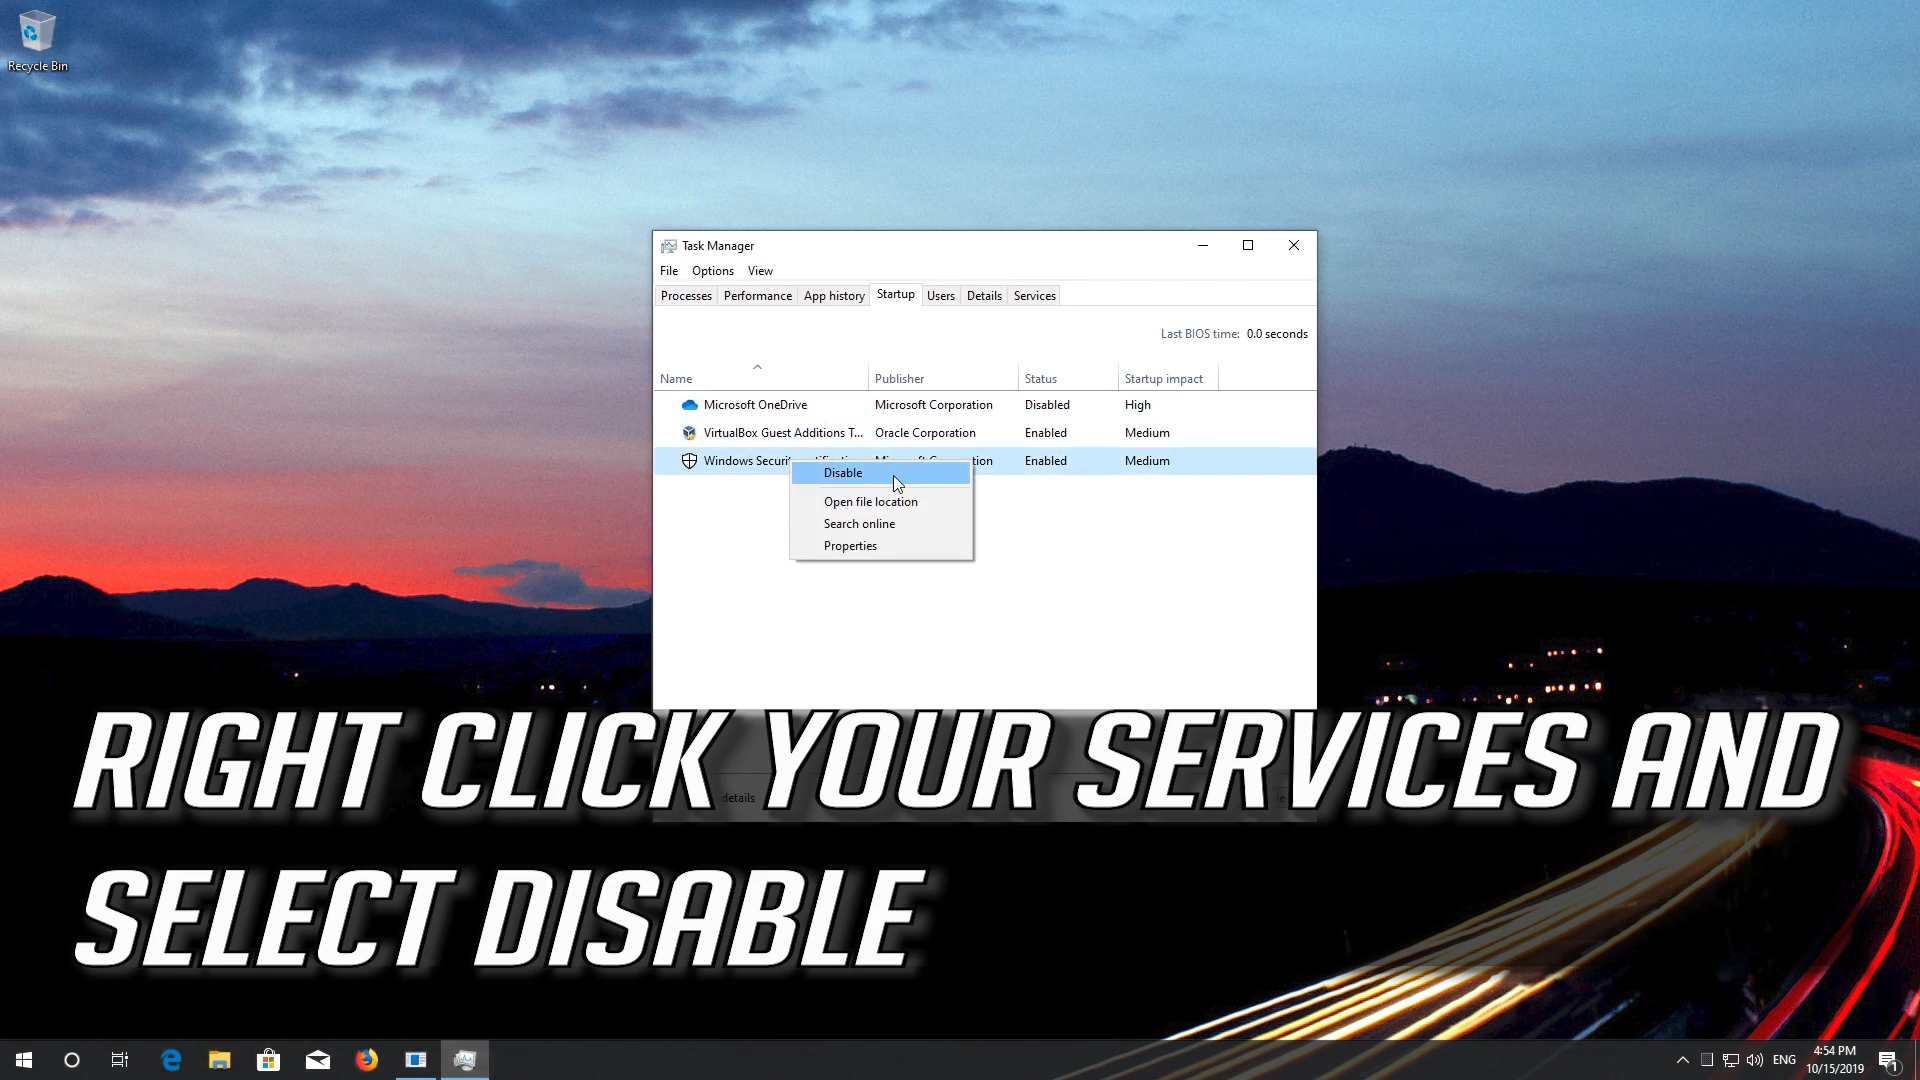 Recycle Bin
Task Manager
File Options View
Processes Performance App history Startup Users Details Services
Last BIOS time: 0.0 seconds
Name Publisher Status Startup impact
Microsoft OneDrive Microsoft Corporation Disabled High
VirtualBox Guest Additions T... Oracle Corporation Enabled Medium
Windows Enabled Medium
Disable
Open file location
Search online
Properties
details
RIGHT CLICK YOUR SERVICES AND
SELECT DISABLE
ENG
4:54 PM
10/15/2019
1